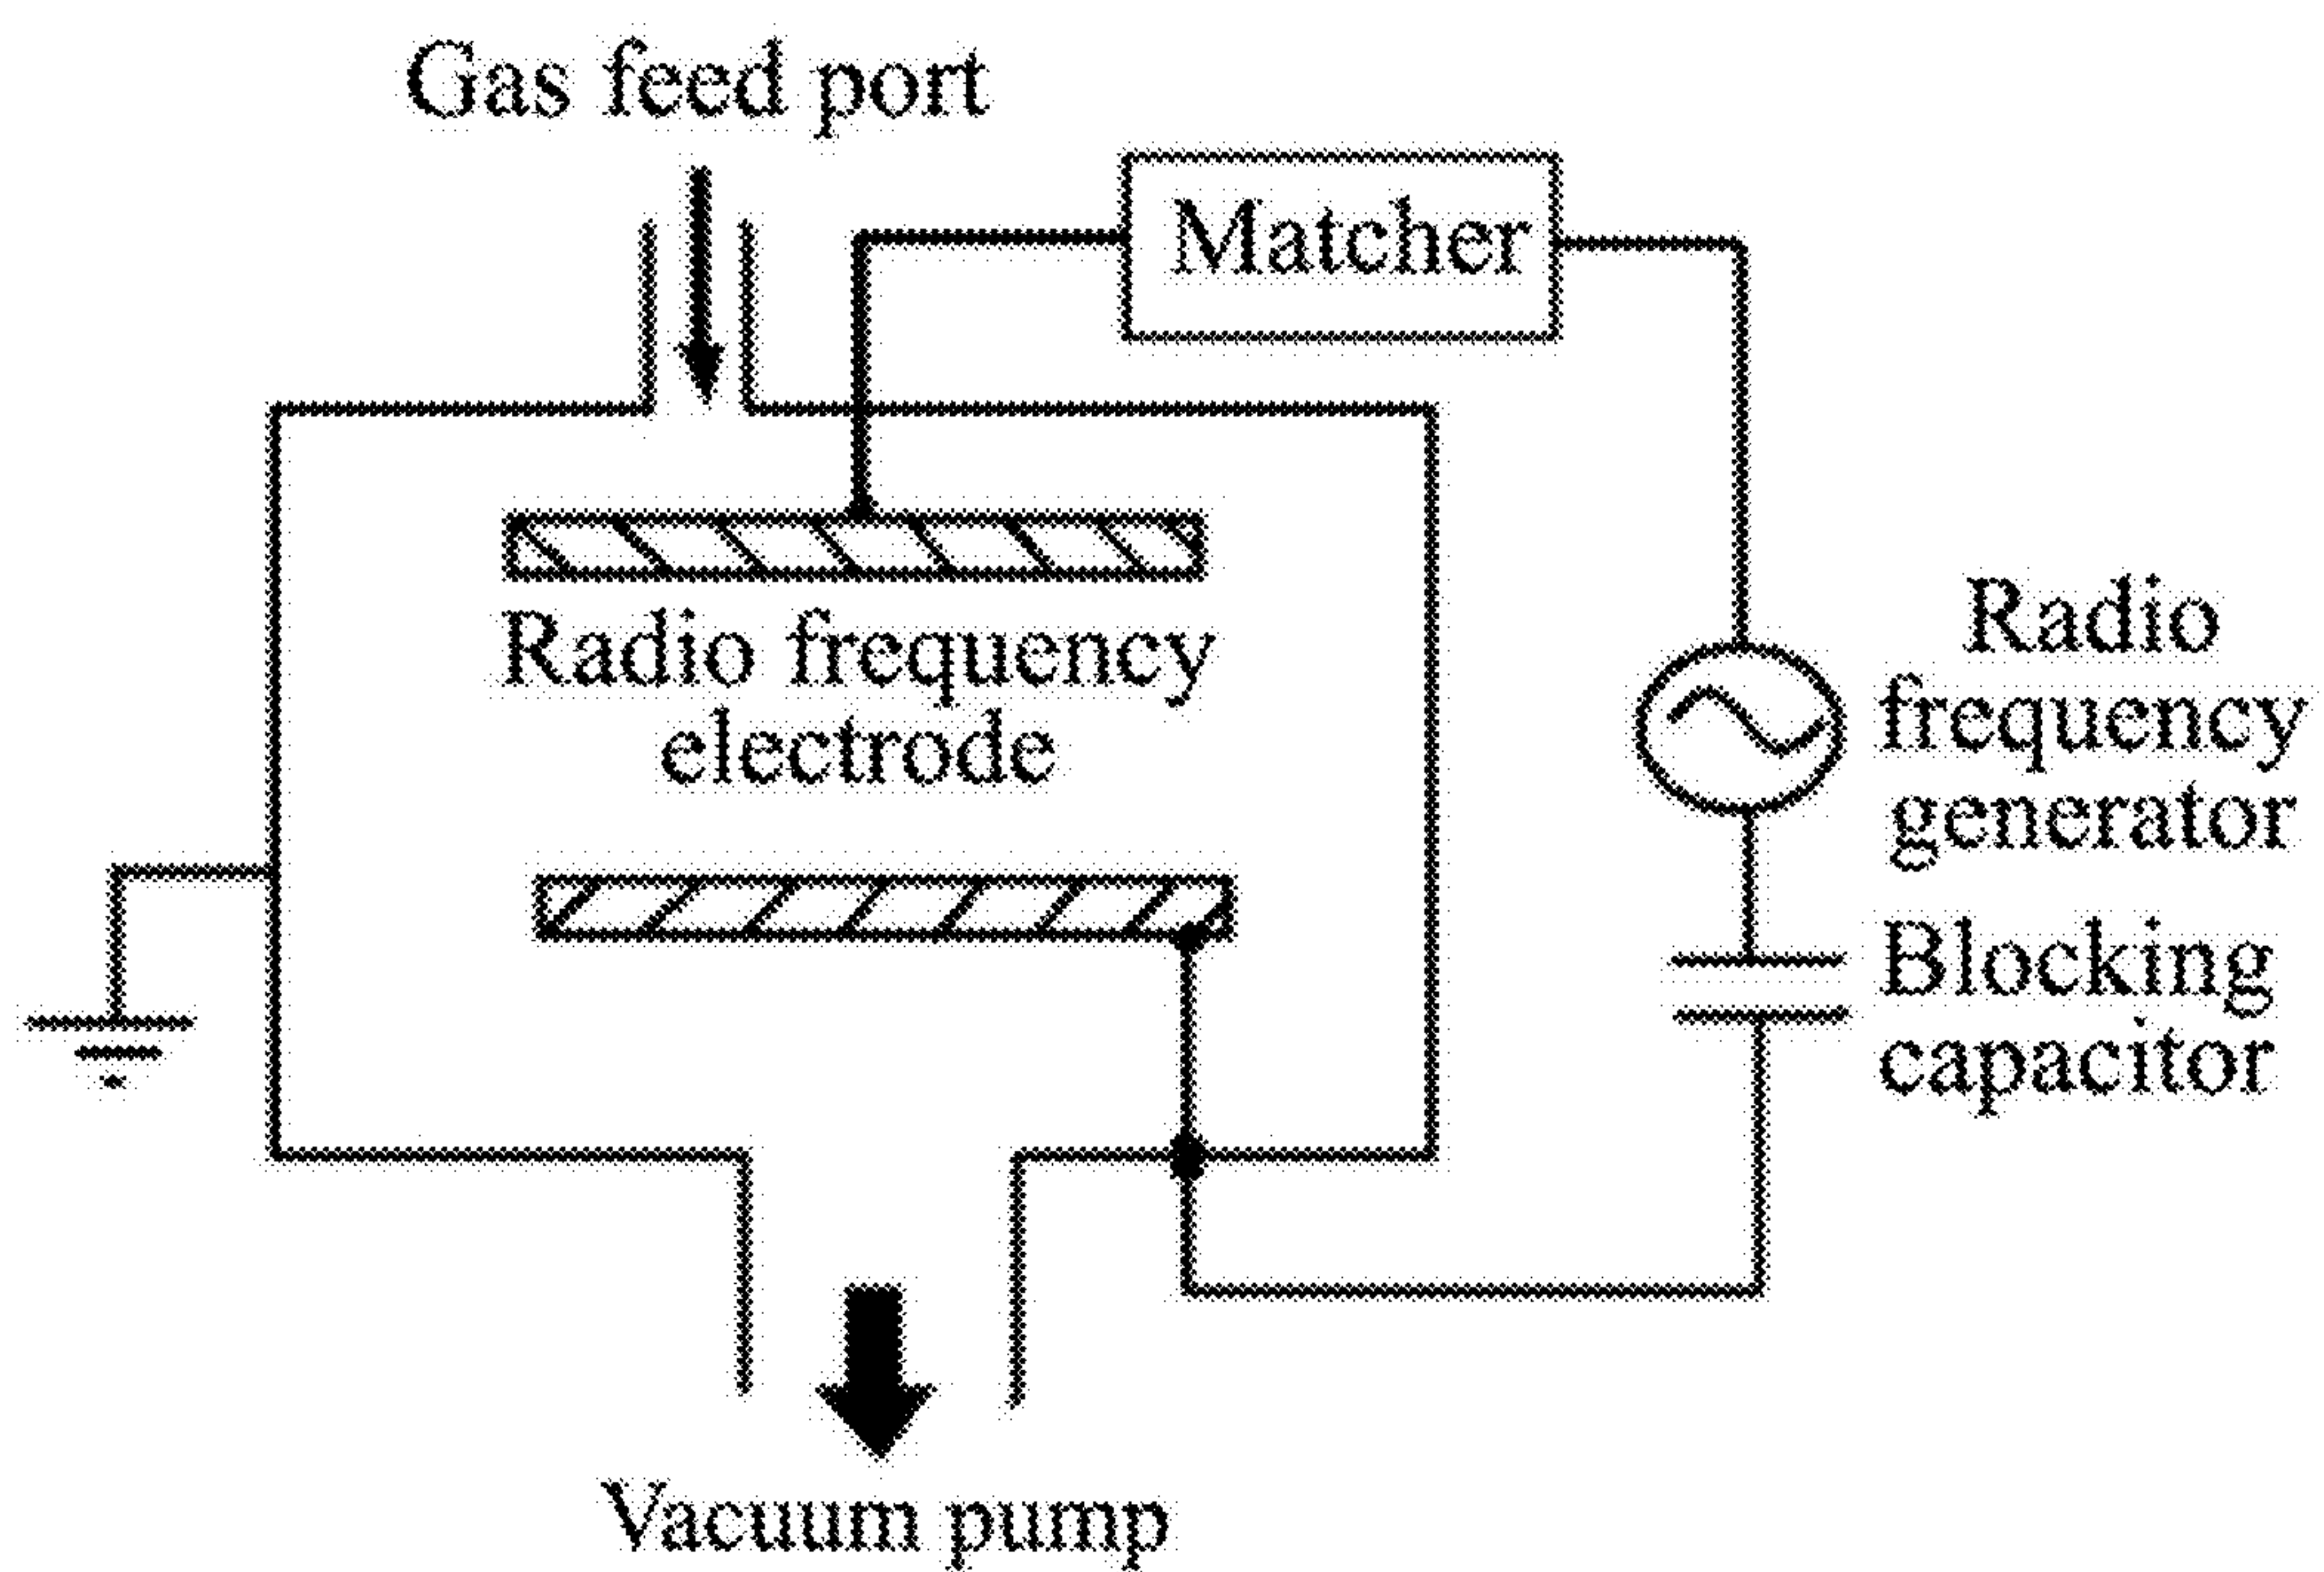 Gas feed port
Matcher
Radio frequency
electrode
Radio
frequency
generator
Blocking
capacitor
Vacuum pump